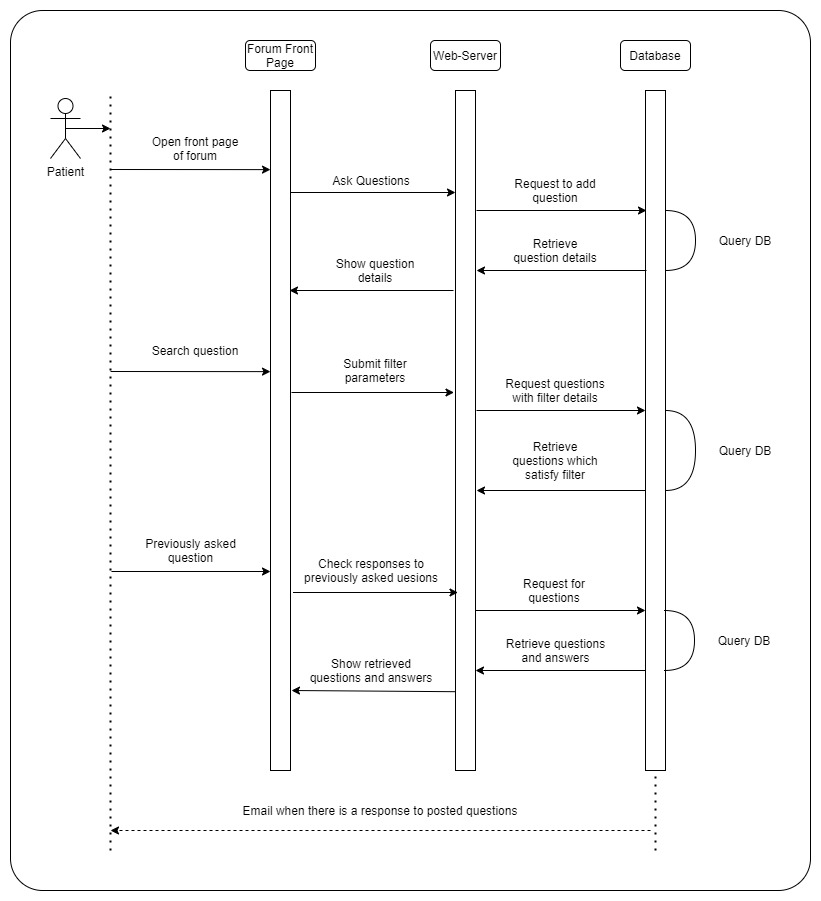 Forum Front
Page
Web-Server
Database
Patient
Open front page
of forum
Ask Questions
Request to add
question
Query DB
Retrieve
question details
Show question
details
Search question
Submit filter
parameters
Request questions
with filter details
Query DB
Retrieve
questions which
satisfy filter
Previously asked
question
Check responses to
previously asked uesions
Request for
questions
Query DB
Retrieve questions
and answers
Show retrieved
questions and answers
Email when there is a response to posted questions